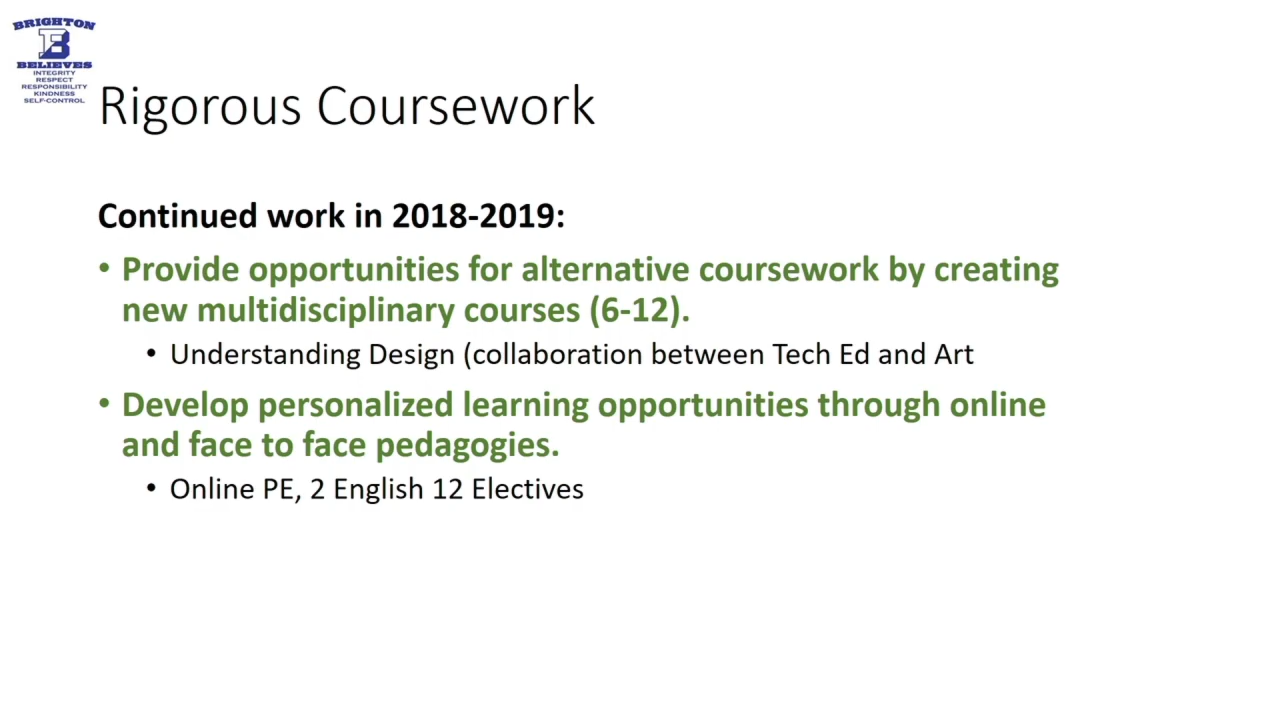 BRIGHTON
B
BELIEVES
INTEGRITY
RESPECT
RESPONSIBILITY
KINDNESS
SELF-CONTROL
Rigorous Coursework
Continued work in 2018-2019:
• Provide opportunities for alternative coursework by creating
new multidisciplinary courses (6-12).
• Understanding Design (collaboration between Tech Ed and Art
• Develop personalized learning opportunities through online
and face to face pedagogies.
• Online PE, 2 English 12 Electives